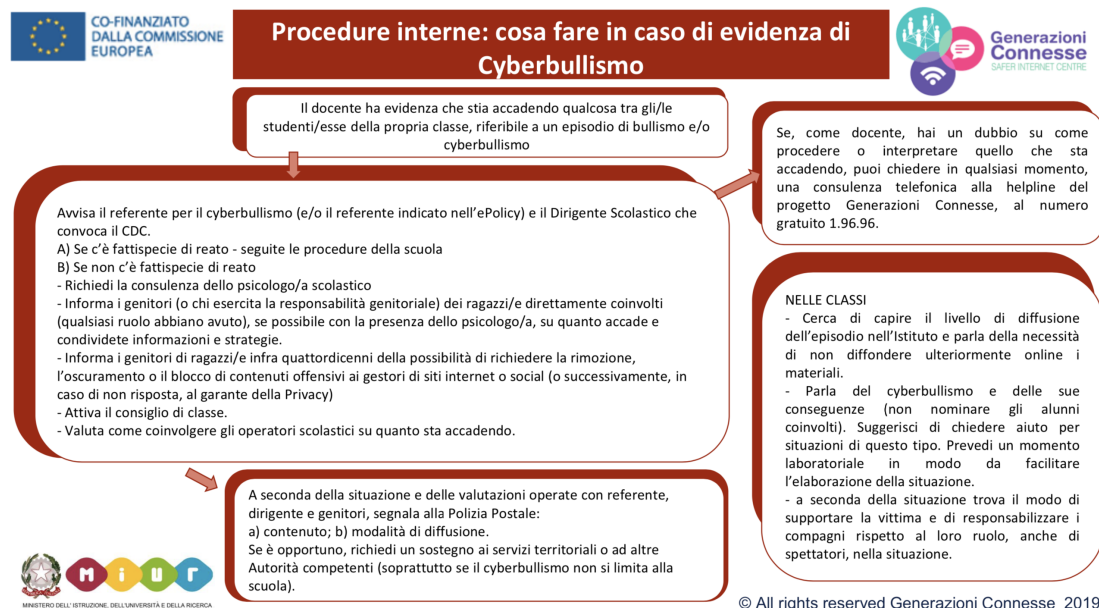 CO-FINANZIATO
DALLA COMMISSIONE
EUROPEA
Procedure interne: cosa fare in caso di evidenza di
Cyberbullismo
Generazioni
Connesse
SAFER INTERNET CENTRE
Il docente ha evidenza che stia accadendo qualcosa tra gli/le
studenti/esse della propria classe, riferibile a un episodio di bullismo e/o
cyberbullismo
Se, come docente, hai un dubbio su come
procedere o interpretare quello che sta
accadendo, puoi chiedere in qualsiasi momento,
una consulenza telefonica alla helpline del
progetto Generazioni Connesse, al numero
gratuito 1.96.96.
Avvisa il referente per il cyberbullismo (e/o il referente indicato nell'ePolicy) e il Dirigente Scolastico che
convoca il CDC.
A) Se c'è fattispecie di reato - seguite le procedure della scuola
B) Se non c'è fattispecie di reato
- Richiedi la consulenza dello psicologo/a scolastico
- Informa i genitori (o chi esercita la responsabilità genitoriale) dei ragazzi/e direttamente coinvolti
(qualsiasi ruolo abbiano avuto), se possibile con la presenza dello psicologo/a, su quanto accade e
condividete informazioni e strategie.
- Informa i genitori di ragazzi/e infra quattordicenni della possibilità di richiedere la rimozione,
l'oscuramento o il blocco di contenuti offensivi ai gestori di siti internet o social (o successivamente, in
caso di non risposta, al garante della Privacy)
- Attiva il consiglio di classe.
- Valuta come coinvolgere gli operatori scolastici su quanto sta accadendo.
NELLE CLASSI
- Cerca di capire il livello di diffusione
dell'episodio nell'Istituto e parla della necessità
di non diffondere ulteriormente online i
materiali.
- Parla del cyberbullismo e delle sue
conseguenze (non nominare gli alunni
coinvolti). Suggerisci di chiedere aiuto per
situazioni di questo tipo. Prevedi un momento
laboratoriale in modo da facilitare
l'elaborazione della situazione.
- a seconda della situazione trova il modo di
supportare la vittima e di responsabilizzare i
compagni rispetto al loro ruolo, anche di
spettatori, nella situazione.
A seconda della situazione e delle valutazioni operate con referente,
dirigente e genitori, segnala alla Polizia Postale:
a) contenuto; b) modalità di diffusione.
Se è opportuno, richiedi un sostegno ai servizi territoriali o ad altre
Autorità competenti (soprattutto se il cyberbullismo non si limita alla
scuola).
MIUR
MINISTERO DELL' ISTRUZIONE, DELL'UNIVERSITÀ E DELLA RICERCA
© All rights reserved Generazioni Connesse 2019